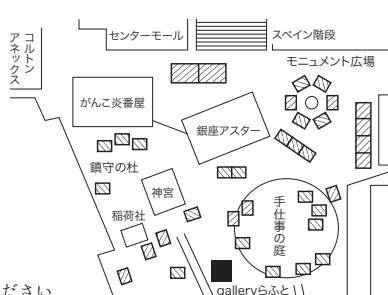 コルトン
アネックス
センターモール
スペイン階段
モニュメント広場
がんこ炎番屋
銀座アスター
鎮守の杜
神宮
稲荷社
手仕事の庭
ださい
galleryらふと